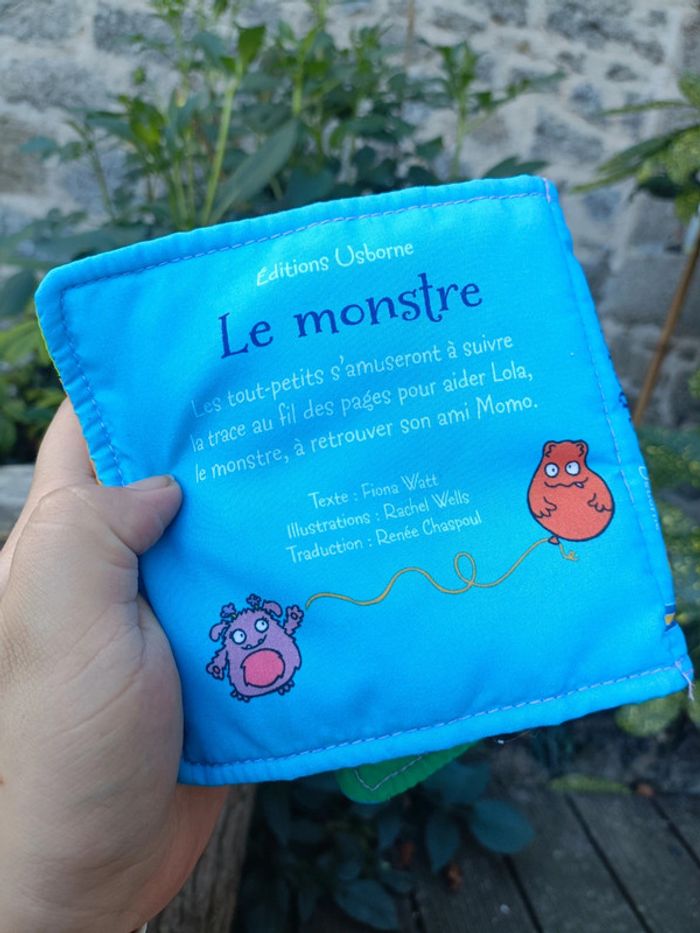 Éditions Usborne
Le monstre
Les tout-petits s'amuseront à suivre
la trace au fil des pages pour aider Lola,
le monstre, à retrouver son ami Momo.
Texte : Fiona Watt
Illustrations : Rachel Wells
Traduction : Renée Chaspoul